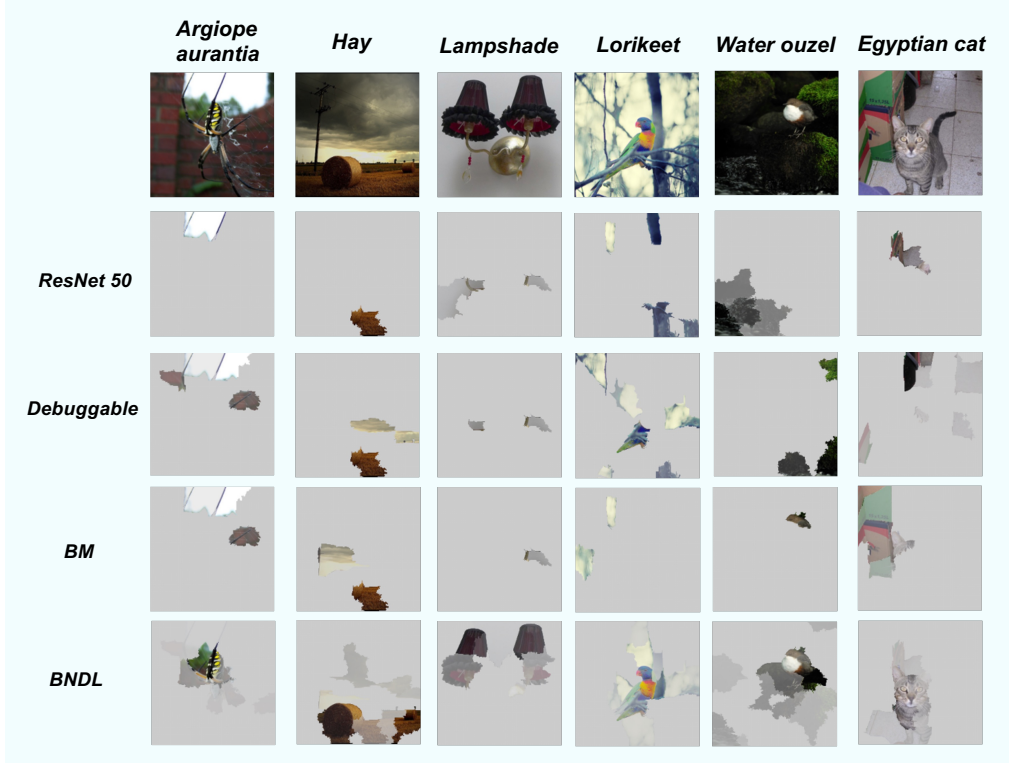 Argiope
aurantia
Hay
Lampshade
Lorikeet
Water ouzel
Egyptian cat
ResNet 50
Debuggable
BM
BNDL